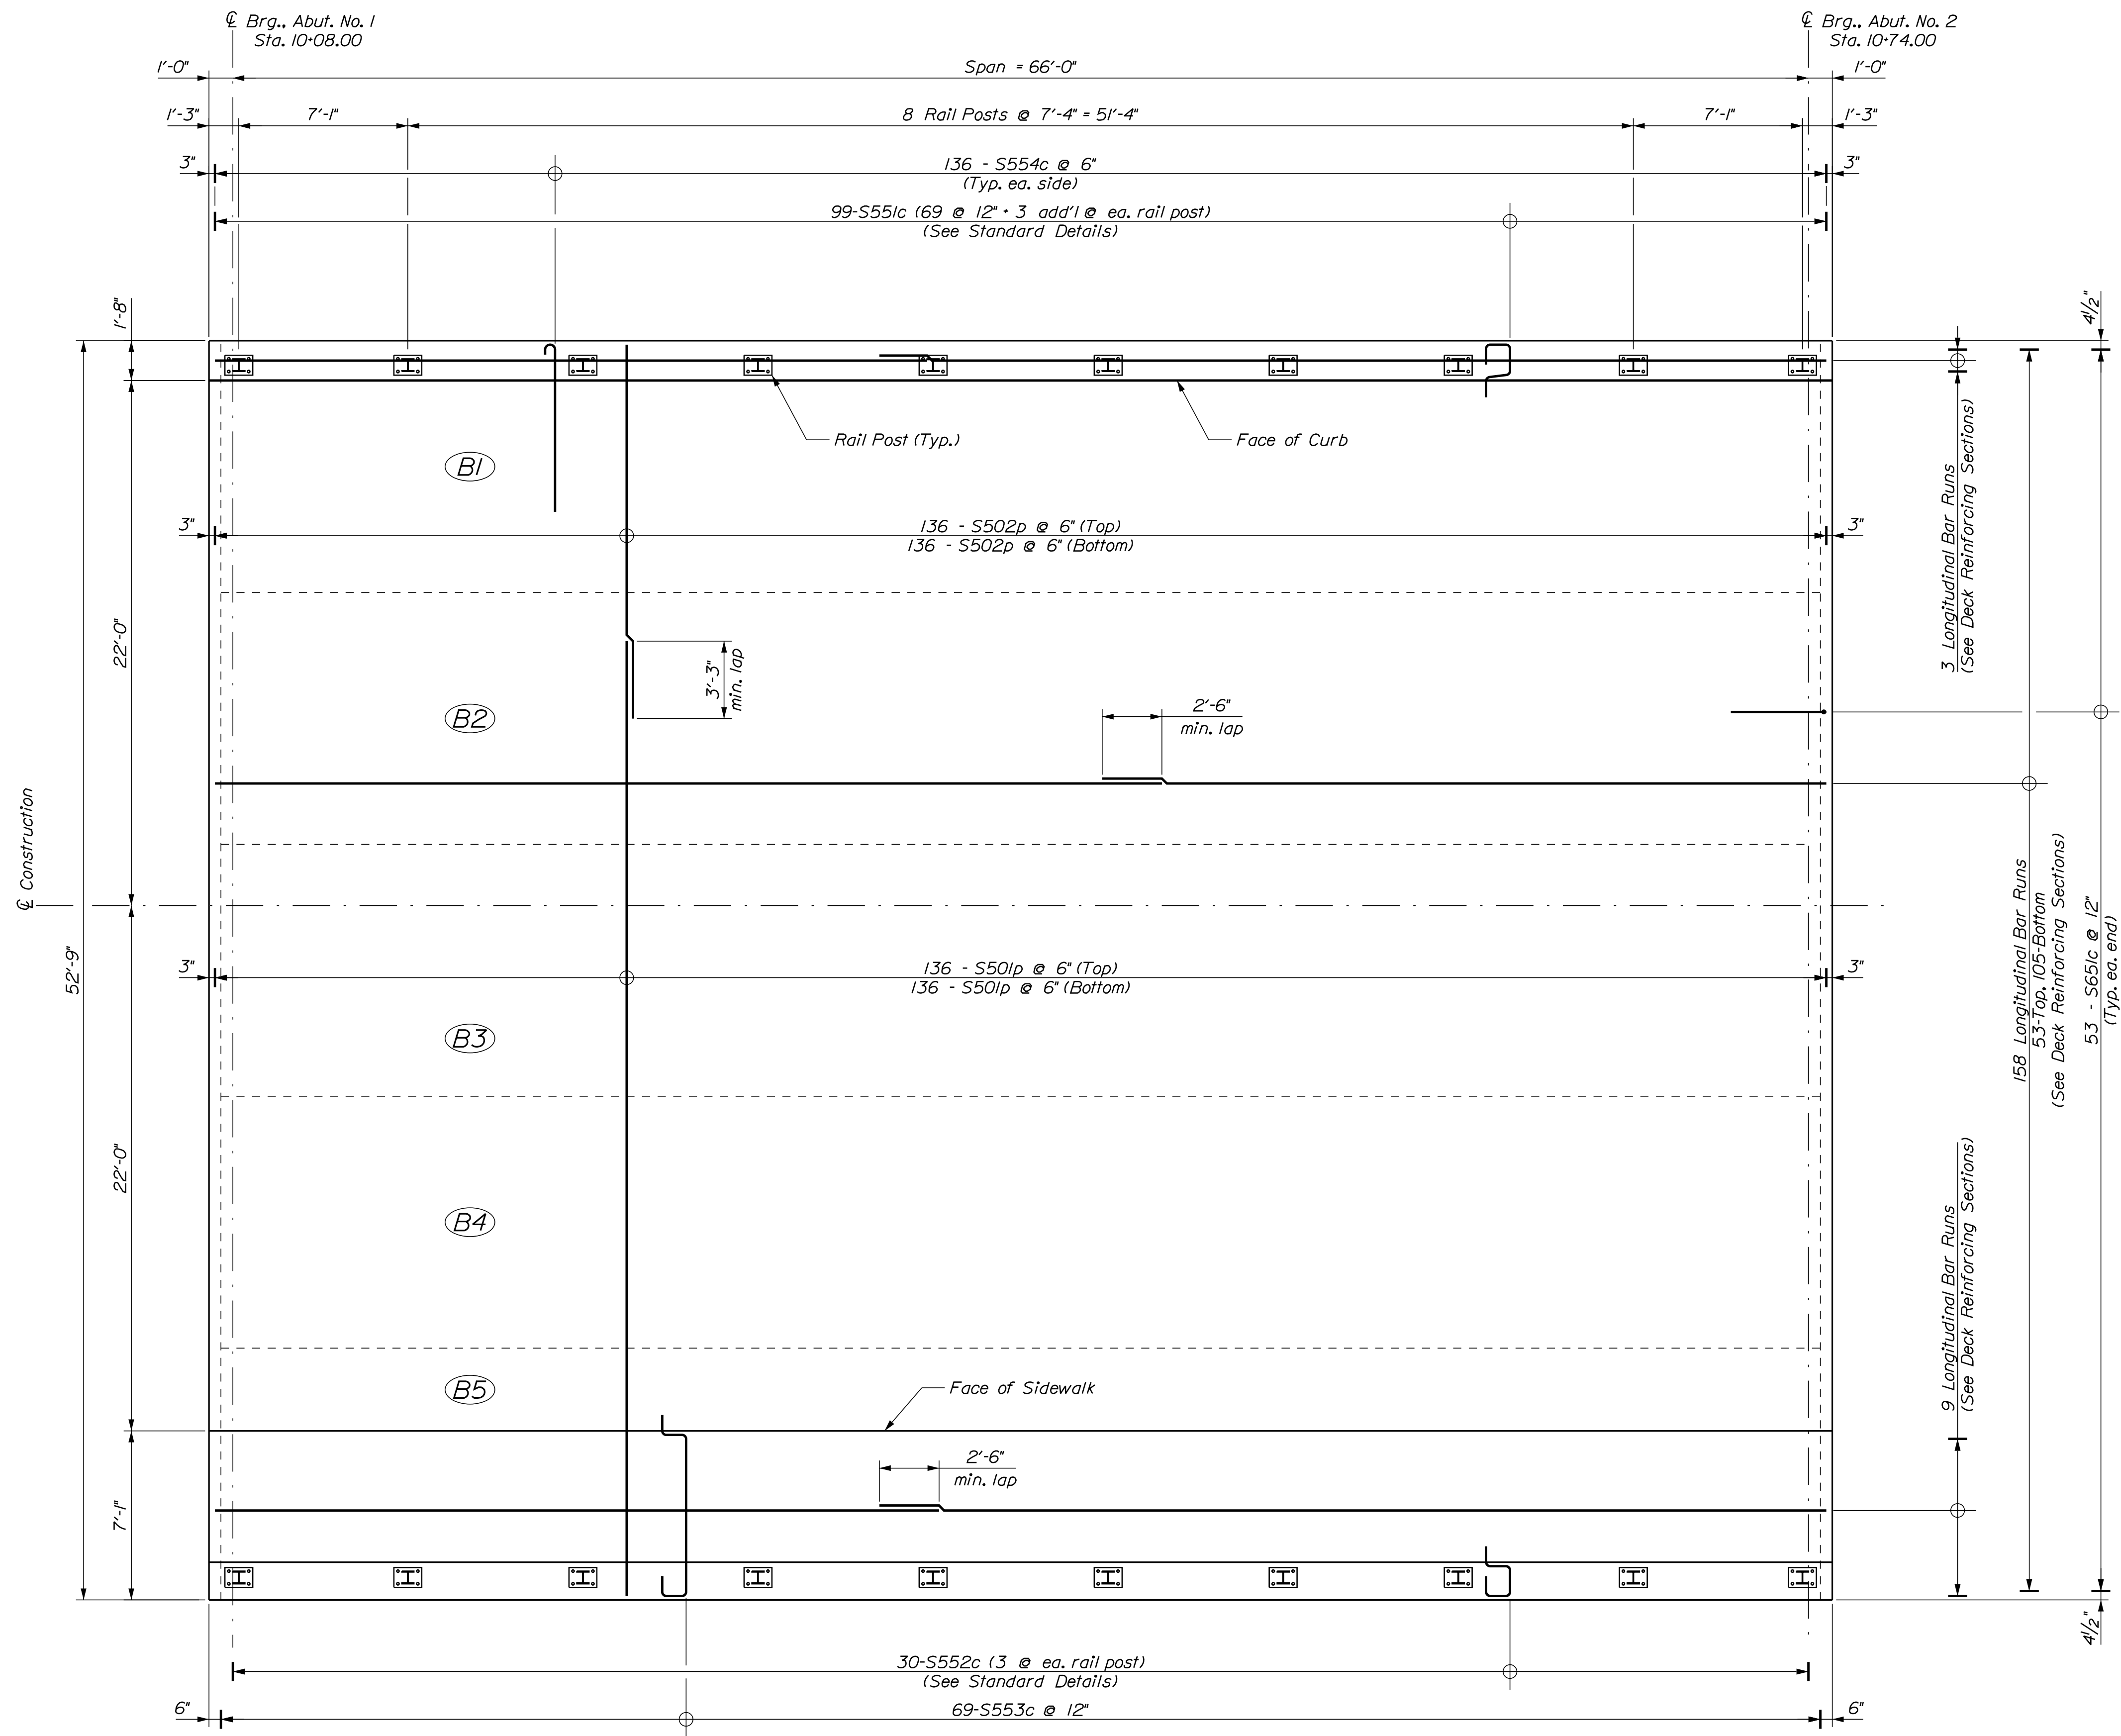 ℄ Brg., Abut. No. 1
Sta. 10+08.00
℄ Brg., Abut. No. 2
Sta. 10+74.00
1'-0"
Span = 66'-0"
1'-0"
1'-3"
7'-1"
8 Rail Posts @ 7'-4" = 51'-4"
7'-1"
1'-3"
3"
136 - S554c @ 6"
(Typ. ea. side)
3"
99-S551c (69 @ 12" + 3 add'l @ ea. rail post)
(See Standard Details)
1'-8"
4½"
Rail Post (Typ.)
Face of Curb
B1
3"
136 - S502p @ 6" (Top)
136 - S502p @ 6" (Bottom)
3"
3 Longitudinal Bar Runs
(See Deck Reinforcing Sections)
22'-0"
3'-3"
min. lap
B2
2'-6"
min. lap
℄ Construction
52'-9"
3"
136 - S501p @ 6" (Top)
136 - S501p @ 6" (Bottom)
3"
158 Longitudinal Bar Runs
53-Top, 105-Bottom
(See Deck Reinforcing Sections)
53 - S651c @ 12"
(Typ. ea. end)
B3
22'-0"
B4
9 Longitudinal Bar Runs
(See Deck Reinforcing Sections)
B5
Face of Sidewalk
2'-6"
min. lap
7'-1"
4½"
30-S552c (3 @ ea. rail post)
(See Standard Details)
6"
69-S553c @ 12"
6"